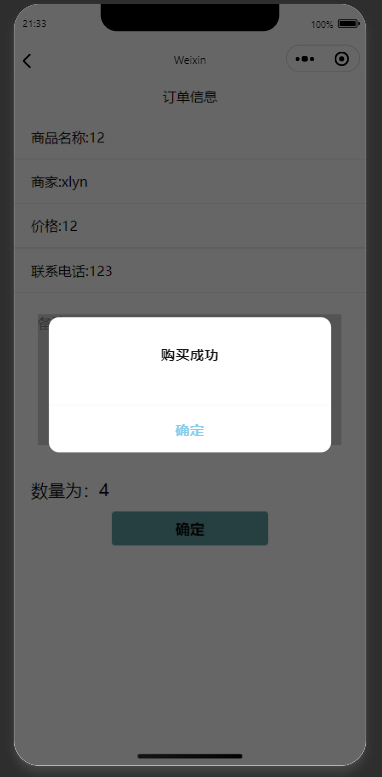 21:33
100%
Weixin
订单信息
商品名称:12
商家:xlyn
价格:12
联系电话:123
购买成功
确定
数量为：4
确定